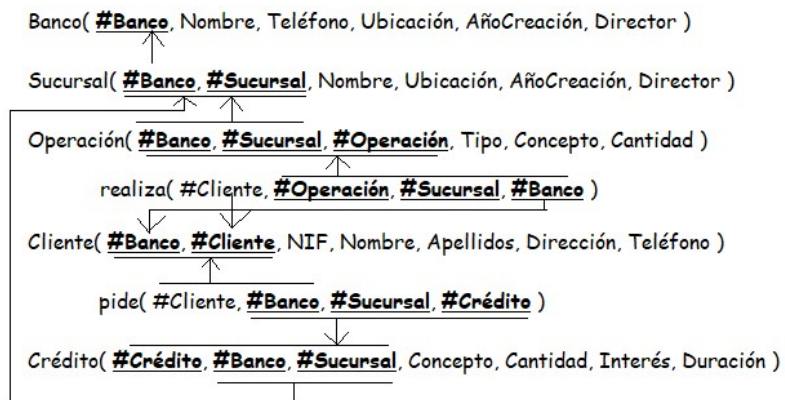 Banco( #Banco, Nombre, Teléfono, Ubicación, AñoCreación, Director )
Sucursal( #Banco, #Sucursal, Nombre, Ubicación, AñoCreación, Director )
Operación( #Banco, #Sucursal, #Operación, Tipo, Concepto, Cantidad )
realiza( #Cliente, #Operación, #Sucursal, #Banco )
Cliente( #Banco, #Cliente, NIF, Nombre, Apellidos, Dirección, Teléfono )
pide( #Cliente, #Banco, #Sucursal, #Crédito )
Crédito( #Crédito, #Banco, #Sucursal, Concepto, Cantidad, Interés, Duración )